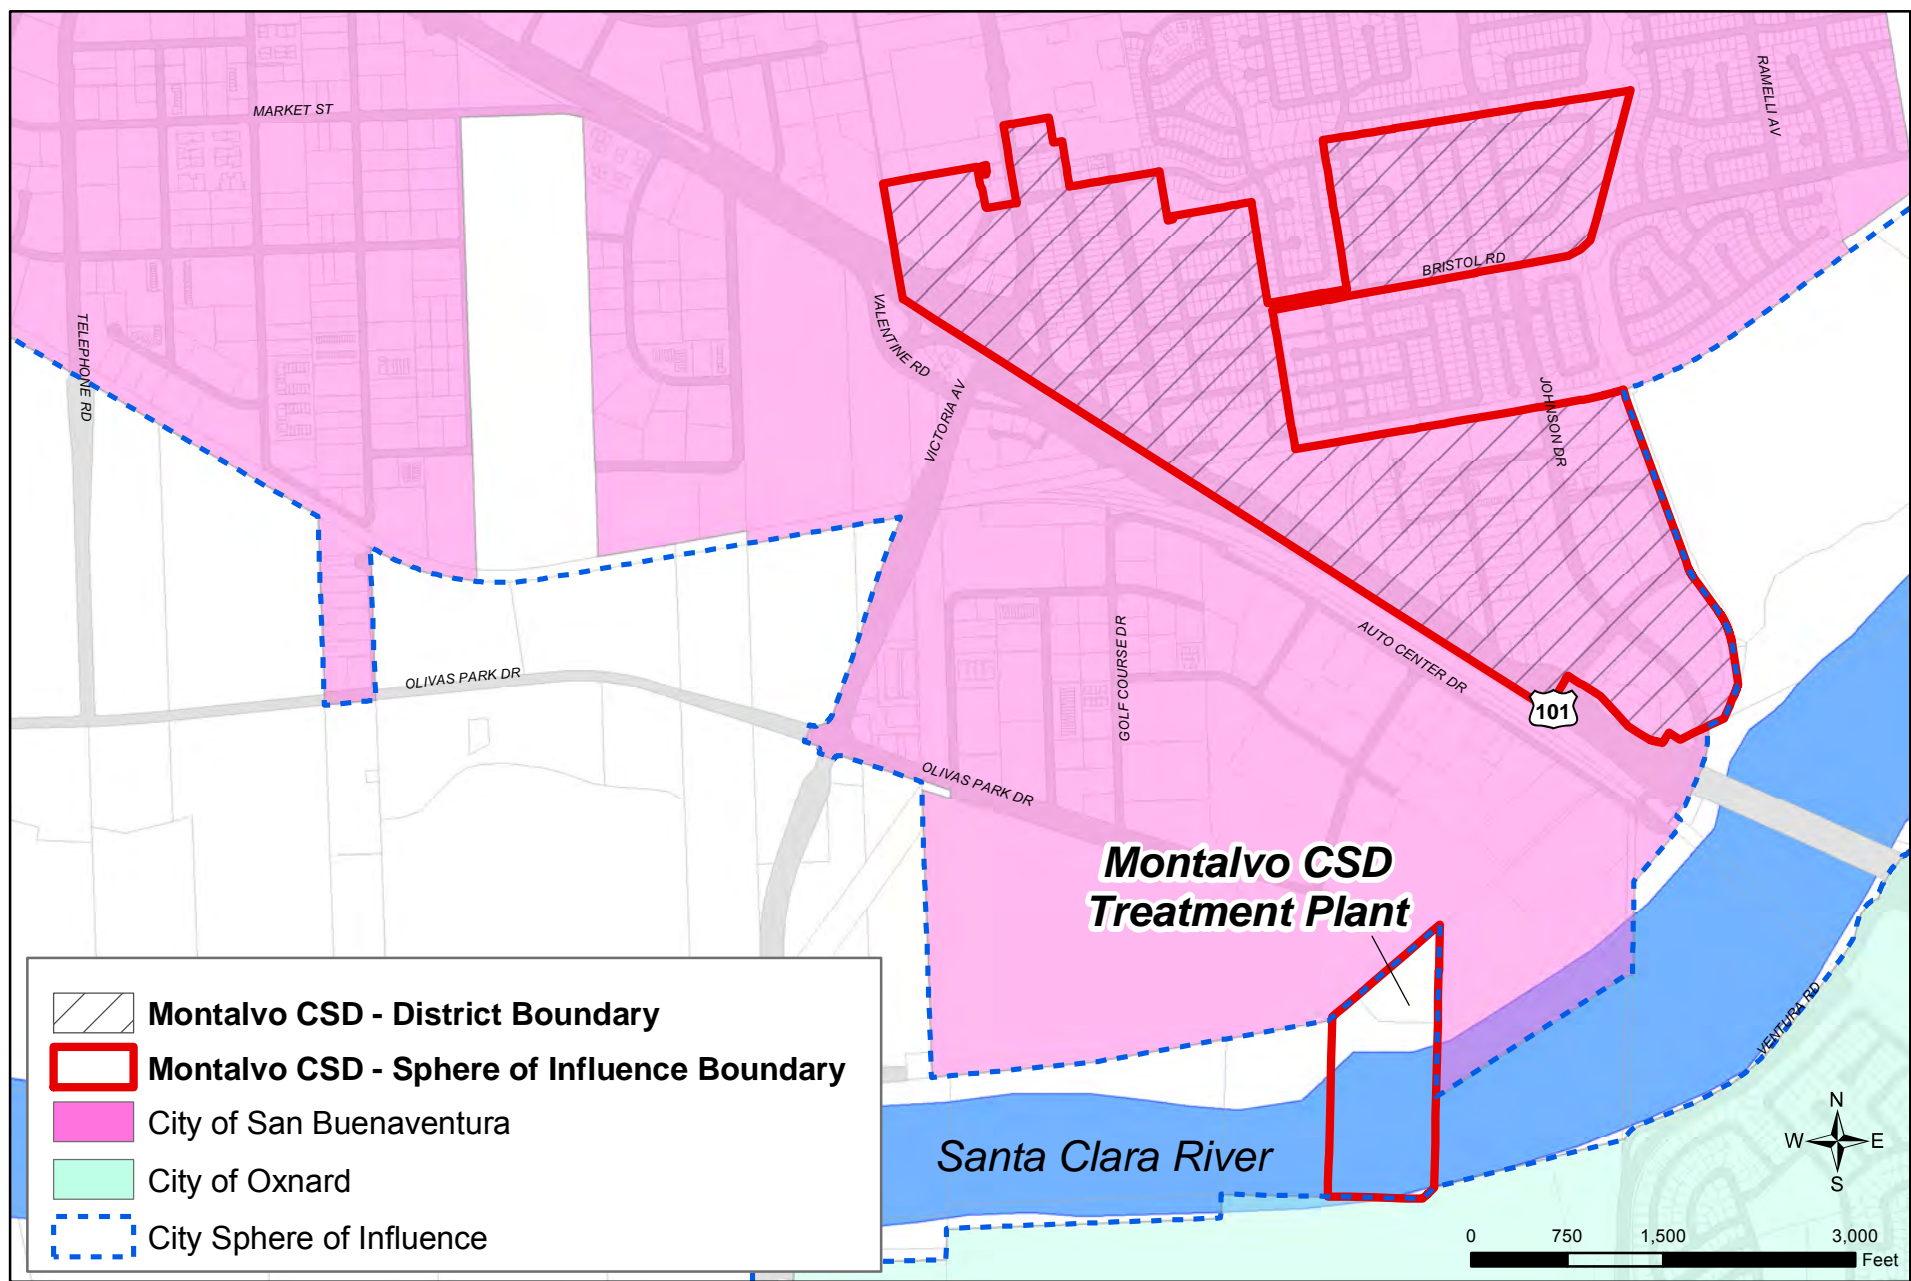 MARKET ST
RAMELLI AV
BRISTOL RD
TELEPHONE RD
VALENTINE RD
VICTORIA AV
JOHNSON DR
OLIVAS PARK DR
GOLF COURSE DR
AUTO CENTER DR
101
OLIVAS PARK DR
Montalvo CSD
Treatment Plant
VENTURA RD
Santa Clara River
Montalvo CSD - District Boundary
Montalvo CSD - Sphere of Influence Boundary
City of San Buenaventura
City of Oxnard
City Sphere of Influence
N
W E
S
0 750 1,500 3,000
Feet